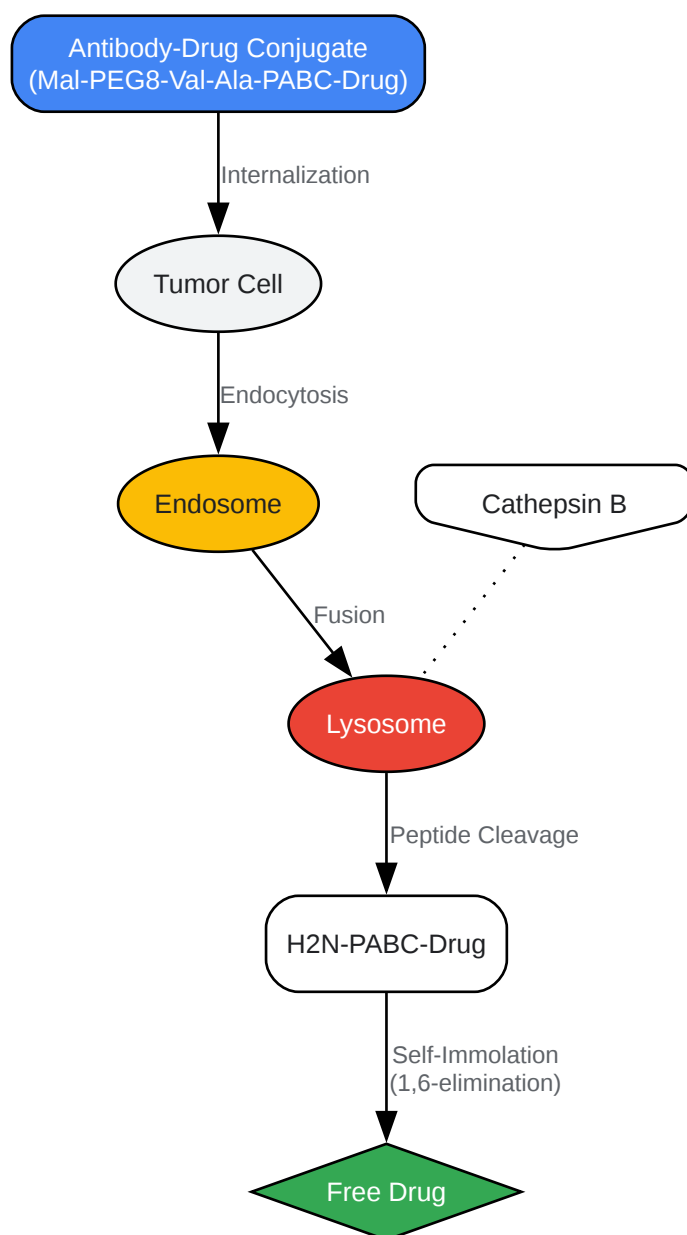 Antibody-Drug Conjugate
(Mal-PEG8-Val-Ala-PABC-Drug)
Internalization
Tumor Cell
Endocytosis
Endosome
Cathepsin B
Fusion
Lysosome
Peptide Cleavage
H2N-PABC-Drug
Self-Immolation
(1,6-elimination)
Free Drug